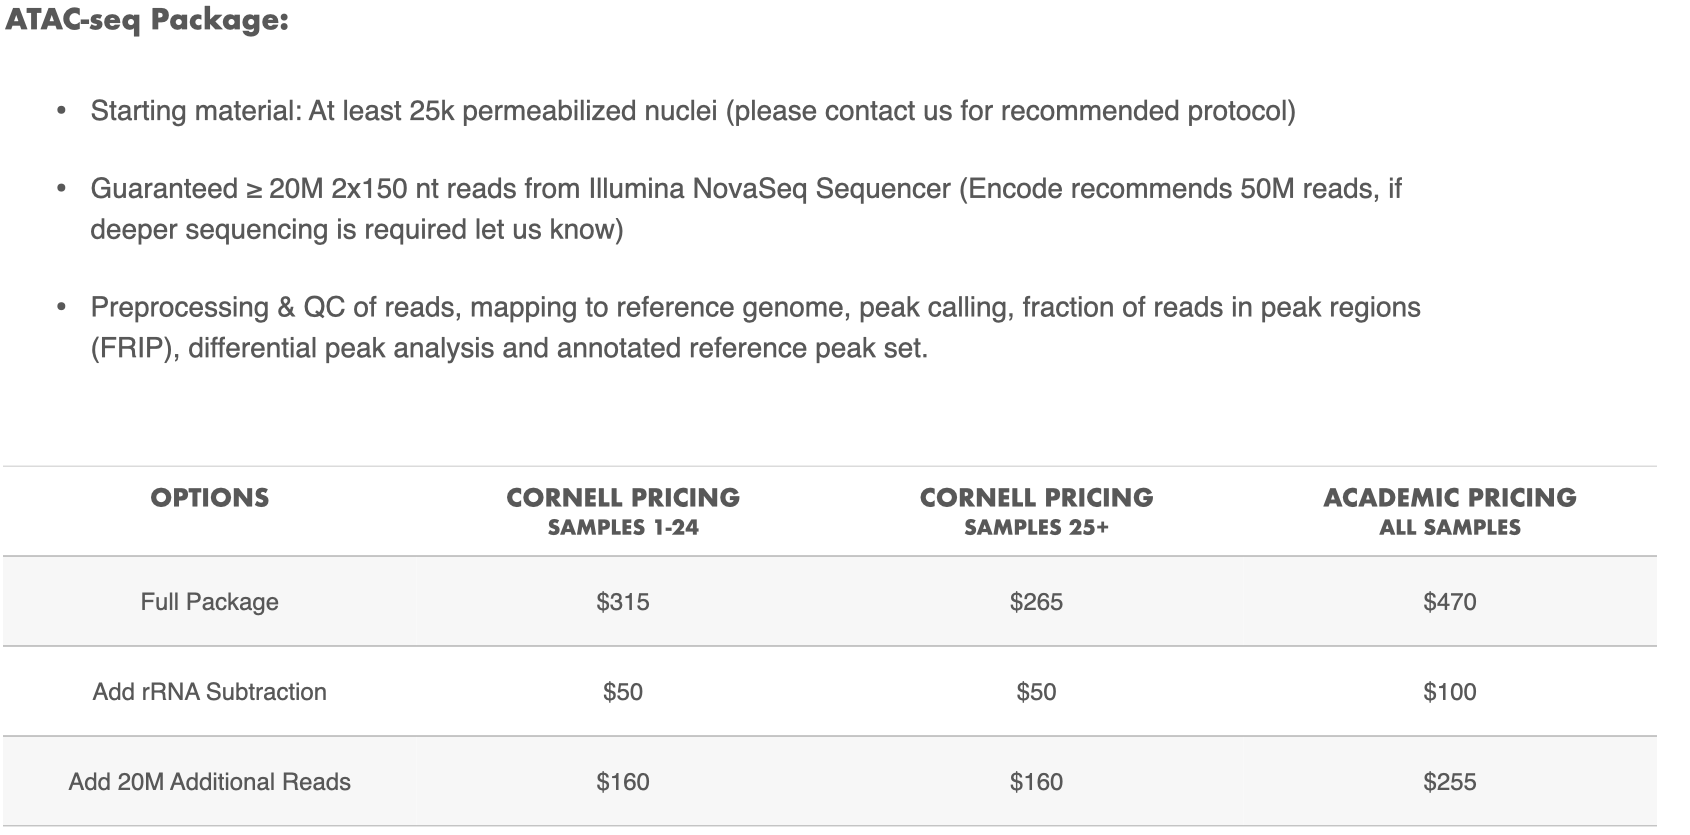 ATAC-seq Package:
• Starting material: At least 25k permeabilized nuclei (please contact us for recommended protocol)
• Guaranteed ≥ 20M 2x150 nt reads from Illumina NovaSeq Sequencer (Encode recommends 50M reads, if
deeper sequencing is required let us know)
• Preprocessing & QC of reads, mapping to reference genome, peak calling, fraction of reads in peak regions
(FRIP), differential peak analysis and annotated reference peak set.
OPTIONS CORNELL PRICING CORNELL PRICING ACADEMIC PRICING
SAMPLES 1-24 SAMPLES 25+ ALL SAMPLES
Full Package $315 $265 $470
Add rRNA Subtraction $50 $50 $100
Add 20M Additional Reads $160 $160 $255